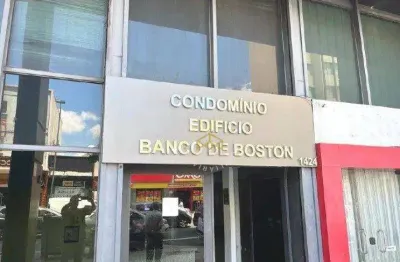 CONDOMINIO
EDIFICIO
BANCO DE BOSTON
1424